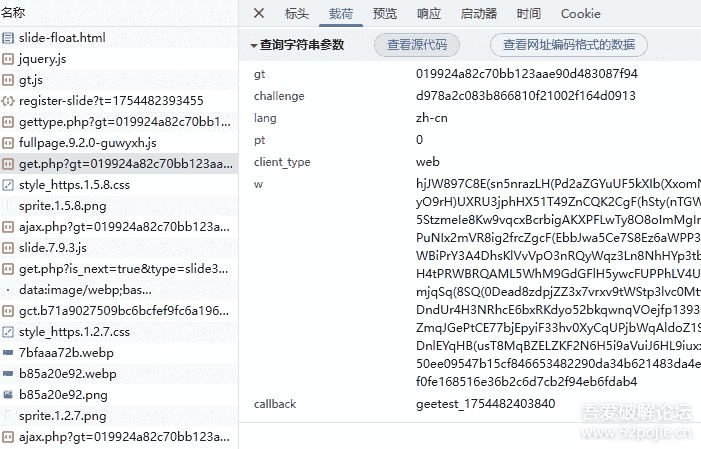 名称
slide-float.html
jquery.js
gt.js
register-slide?t=1754482393455
gettype.php?gt=019924a82c70bb1...
fullpage.9.2.0-guwyxh.js
get.php?gt=019924a82c70bb123aa...
style_https.1.5.8.css
sprite.1.5.8.png
ajax.php?gt=019924a82c70bb123a...
slide.7.9.3.js
get.php?is_next=true&type=slide3...
data:image/webp;bas...
gct.b71a9027509bc6bcfef9fc6a196...
style_https.1.2.7.css
7bfaaa72b.webp
b85a20e92.webp
b85a20e92.png
sprite.1.2.7.png
ajax.php?gt=019924a82c70bb123a...
标头 载荷 预览 响应 启动器 时间 Cookie
查询字符串参数 查看源代码 查看网址编码格式的数据
gt 019924a82c70bb123aae90d483087f94
challenge d978a2c083b866810f21002f164d0913
lang zh-cn
pt 0
client_type web
w hjJW897C8E(sn5nrazLH(Pd2aZGYuUF5kXIb(XxomN
yO9rH)UXRU3jphHX51T49ZnCQK2CgF(hSty(nTGW
5StzmeIe8Kw9vqcxBcrbigAKXPFLwTy8O8oImMgIn
PuNIx2mVR8ig2frcZgcF(EbbJwa5Ce7S8Ez6aWPP3
WBiPrY3A4DhsKlVvVpO3nRQyWqz3Ln8NhHYp3tb
H4tPRWBRQAML5WhM9GdGFlH5ywcFUPPhLV4U
mjqSq(8SQ(0Dead8zdpjZZ3x7vrxv9tWStp3lvc0Mtv
DndUr4H3NRhcE6bxRKdyo52bkqwnqVOejfp1393
ZmqJGePtCE77bjEpyiF33hv0XyCqUPjbWqAldoZ1S
DnlEYqHB(usT8MqBZELZKF2N6H5i9aVuiJ6HL9iuxx
50ee09547b15cf846653482290da34b621483da4e
f0fe168516e36b2c6d7cb2f94eb6fdab4
callback geetest_1754482403840
吾爱破解论坛
www.52pojie.cn